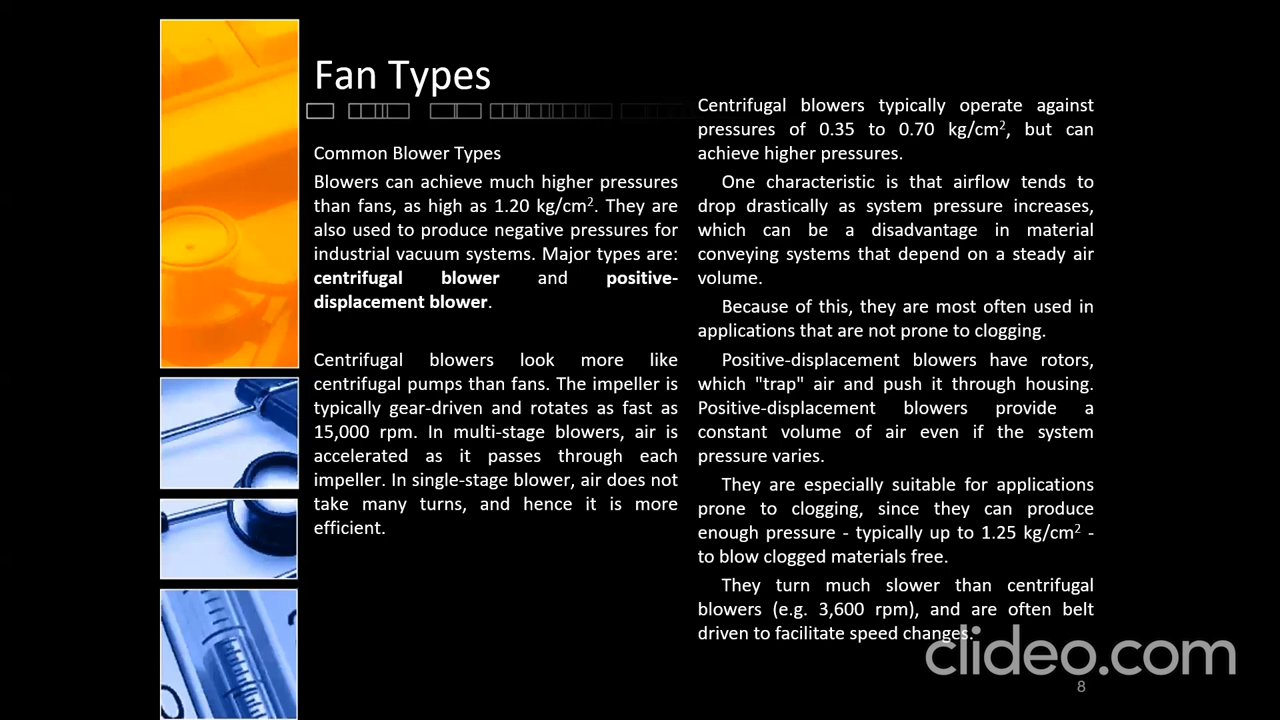 Fan Types
Common Blower Types
Blowers can achieve much higher pressures
than fans, as high as 1.20 kg/cm². They are
also used to produce negative pressures for
industrial vacuum systems. Major types are:
centrifugal blower and positive-
displacement blower.
Centrifugal blowers look more like
centrifugal pumps than fans. The impeller is
typically gear-driven and rotates as fast as
15,000 rpm. In multi-stage blowers, air is
accelerated as it passes through each
impeller. In single-stage blower, air does not
take many turns, and hence it is more
efficient.
Centrifugal blowers typically operate against
pressures of 0.35 to 0.70 kg/cm², but can
achieve higher pressures.
One characteristic is that airflow tends to
drop drastically as system pressure increases,
which can be a disadvantage in material
conveying systems that depend on a steady air
volume.
Because of this, they are most often used in
applications that are not prone to clogging.
Positive-displacement blowers have rotors,
which "trap" air and push it through housing.
Positive-displacement blowers provide a
constant volume of air even if the system
pressure varies.
They are especially suitable for applications
prone to clogging, since they can produce
enough pressure - typically up to 1.25 kg/cm² -
to blow clogged materials free.
They turn much slower than centrifugal
blowers (e.g. 3,600 rpm), and are often belt
driven to facilitate speed changes.
clideo.com
8